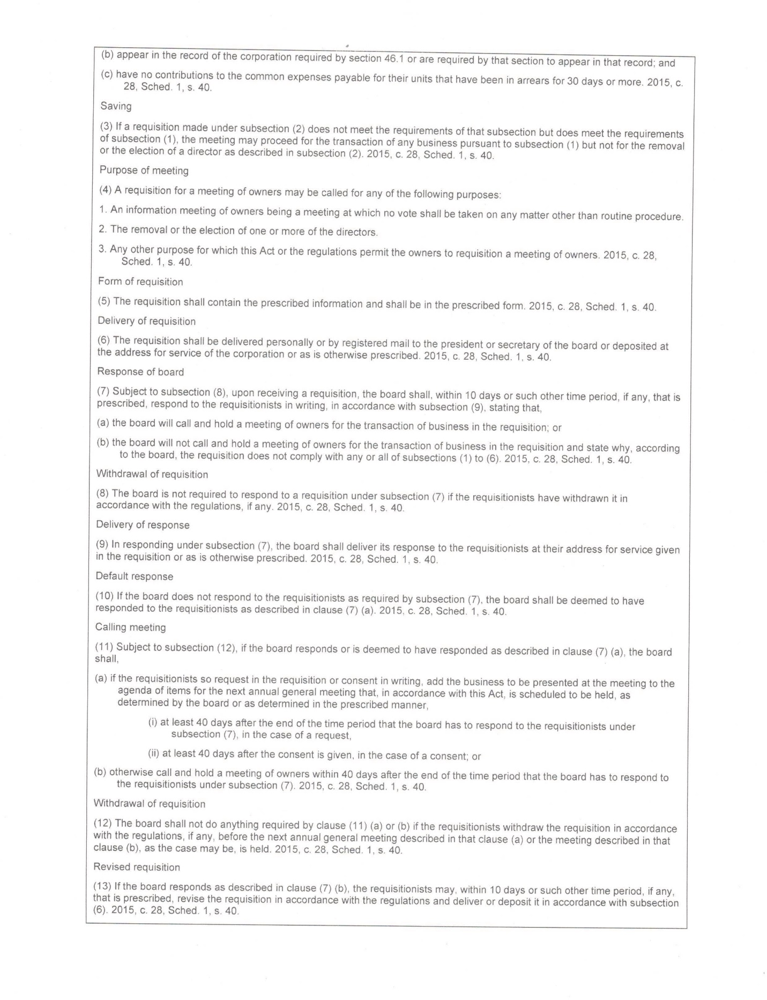 (b) appear in the record of the corporation required by section 46.1 or are required by that section to appear in that record; and
(c) have no contributions to the common expenses payable for their units that have been in arrears for 30 days or more. 2015, c.
28, Sched. 1, s. 40.
Saving
(3) If a requisition made under subsection (2) does not meet the requirements of that subsection but does meet the requirements
of subsection (1), the meeting may proceed for the transaction of any business pursuant to subsection (1) but not for the removal
or the election of a director as described in subsection (2). 2015, c. 28, Sched. 1, s. 40.
Purpose of meeting
(4) A requisition for a meeting of owners may be called for any of the following purposes:
1. An information meeting of owners being a meeting at which no vote shall be taken on any matter other than routine procedure.
2. The removal or the election of one or more of the directors.
3. Any other purpose for which this Act or the regulations permit the owners to requisition a meeting of owners. 2015, c. 28,
Sched. 1, s. 40.
Form of requisition
(5) The requisition shall contain the prescribed information and shall be in the prescribed form. 2015, c. 28, Sched. 1, s. 40.
Delivery of requisition
(6) The requisition shall be delivered personally or by registered mail to the president or secretary of the board or deposited at
the address for service of the corporation or as is otherwise prescribed. 2015, c. 28, Sched. 1, s. 40.
Response of board
(7) Subject to subsection (8), upon receiving a requisition, the board shall, within 10 days or such other time period, if any, that is
prescribed, respond to the requisitionists in writing, in accordance with subsection (9), stating that,
(a) the board will call and hold a meeting of owners for the transaction of business in the requisition; or
(b) the board will not call and hold a meeting of owners for the transaction of business in the requisition and state why, according
to the board, the requisition does not comply with any or all of subsections (1) to (6). 2015, c. 28, Sched. 1, s. 40.
Withdrawal of requisition
(8) The board is not required to respond to a requisition under subsection (7) if the requisitionists have withdrawn it in
accordance with the regulations, if any. 2015, c. 28, Sched. 1, s. 40.
Delivery of response
(9) In responding under subsection (7), the board shall deliver its response to the requisitionists at their address for service given
in the requisition or as is otherwise prescribed. 2015, c. 28, Sched. 1, s. 40.
Default response
(10) If the board does not respond to the requisitionists as required by subsection (7), the board shall be deemed to have
responded to the requisitionists as described in clause (7) (a). 2015, c. 28, Sched. 1, s. 40.
Calling meeting
(11) Subject to subsection (12), if the board responds or is deemed to have responded as described in clause (7) (a), the board
shall,
(a) if the requisitionists so request in the requisition or consent in writing, add the business to be presented at the meeting to the
agenda of items for the next annual general meeting that, in accordance with this Act, is scheduled to be held, as
determined by the board or as determined in the prescribed manner,
(i) at least 40 days after the end of the time period that the board has to respond to the requisitionists under
subsection (7), in the case of a request,
(ii) at least 40 days after the consent is given, in the case of a consent; or
(b) otherwise call and hold a meeting of owners within 40 days after the end of the time period that the board has to respond to
the requisitionists under subsection (7). 2015, c. 28, Sched. 1, s. 40.
Withdrawal of requisition
(12) The board shall not do anything required by clause (11) (a) or (b) if the requisitionists withdraw the requisition in accordance
with the regulations, if any, before the next annual general meeting described in that clause (a) or the meeting described in that
clause (b), as the case may be, is held. 2015, c. 28, Sched. 1, s. 40.
Revised requisition
(13) If the board responds as described in clause (7) (b), the requisitionists may, within 10 days or such other time period, if any,
that is prescribed, revise the requisition in accordance with the regulations and deliver or deposit it in accordance with subsection
(6). 2015, c. 28, Sched. 1, s. 40.